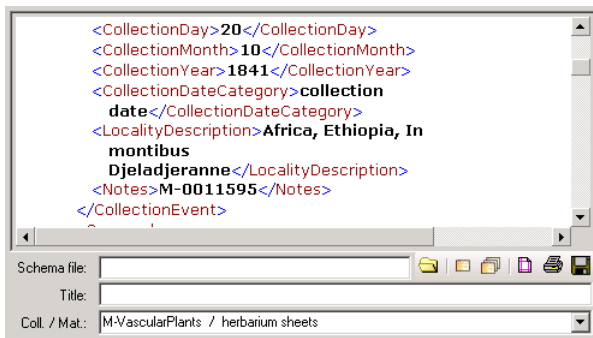 <CollectionDay>20</CollectionDay>
<CollectionMonth>10</CollectionMonth>
<CollectionYear>1841</CollectionYear>
<CollectionDateCategory>collection
date</CollectionDateCategory>
<LocalityDescription>Africa, Ethiopia, In
montibus
Djeladjeranne</LocalityDescription>
<Notes>M-0011595</Notes>
</CollectionEvent>
Schema file:
Title:
Coll. / Mat.: M-VascularPlants / herbarium sheets